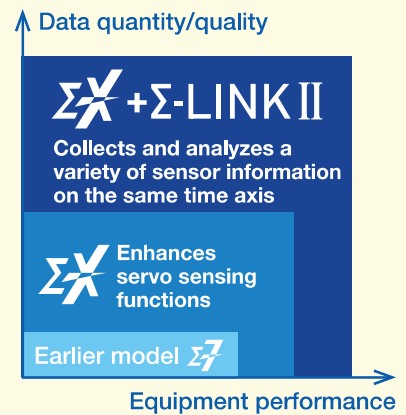 Data quantity/quality
ΣX+Σ-LINK II
Collects and analyzes a
variety of sensor information
on the same time axis
ΣX Enhances
servo sensing
functions
Earlier model Σ-7
Equipment performance